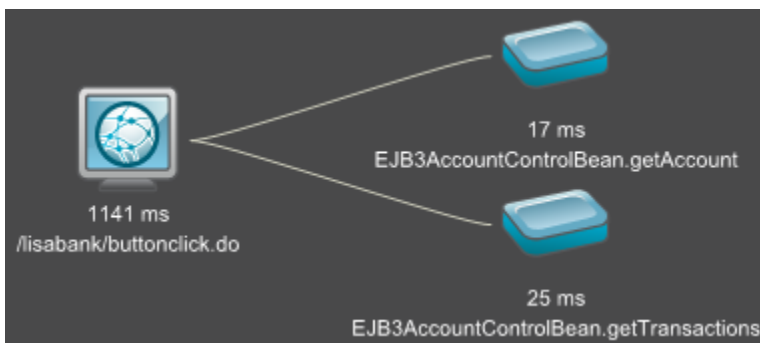 17 ms
EJB3AccountControlBean.getAccount
1141 ms
/lisabank/buttonclick.do
25 ms
EJB3AccountControlBean.getTransactions